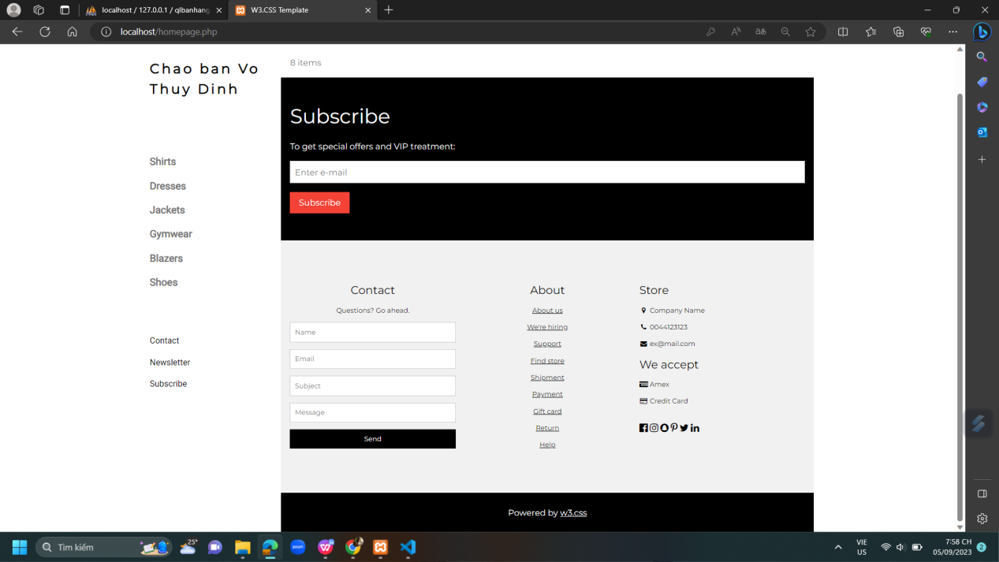 localhost / 127.0.0.1 / qlbanhang
W3.CSS Template
localhost/homepage.php
Chao ban Vo
Thuy Dinh
Shirts
Dresses
Jackets
Gymwear
Blazers
Shoes
Contact
Newsletter
Subscribe
8 items
Subscribe
To get special offers and VIP treatment:
Enter e-mail
Subscribe
Contact
Questions? Go ahead.
Name
Email
Subject
Message
Send
About
About us
We're hiring
Support
Find store
Shipment
Payment
Gift card
Return
Help
Store
Company Name
0044123123
ex@mail.com
We accept
Amex
Credit Card
Powered by w3.css
Tìm kiếm
25°
zoom
VIE
US
7:58 CH
05/09/2023
2